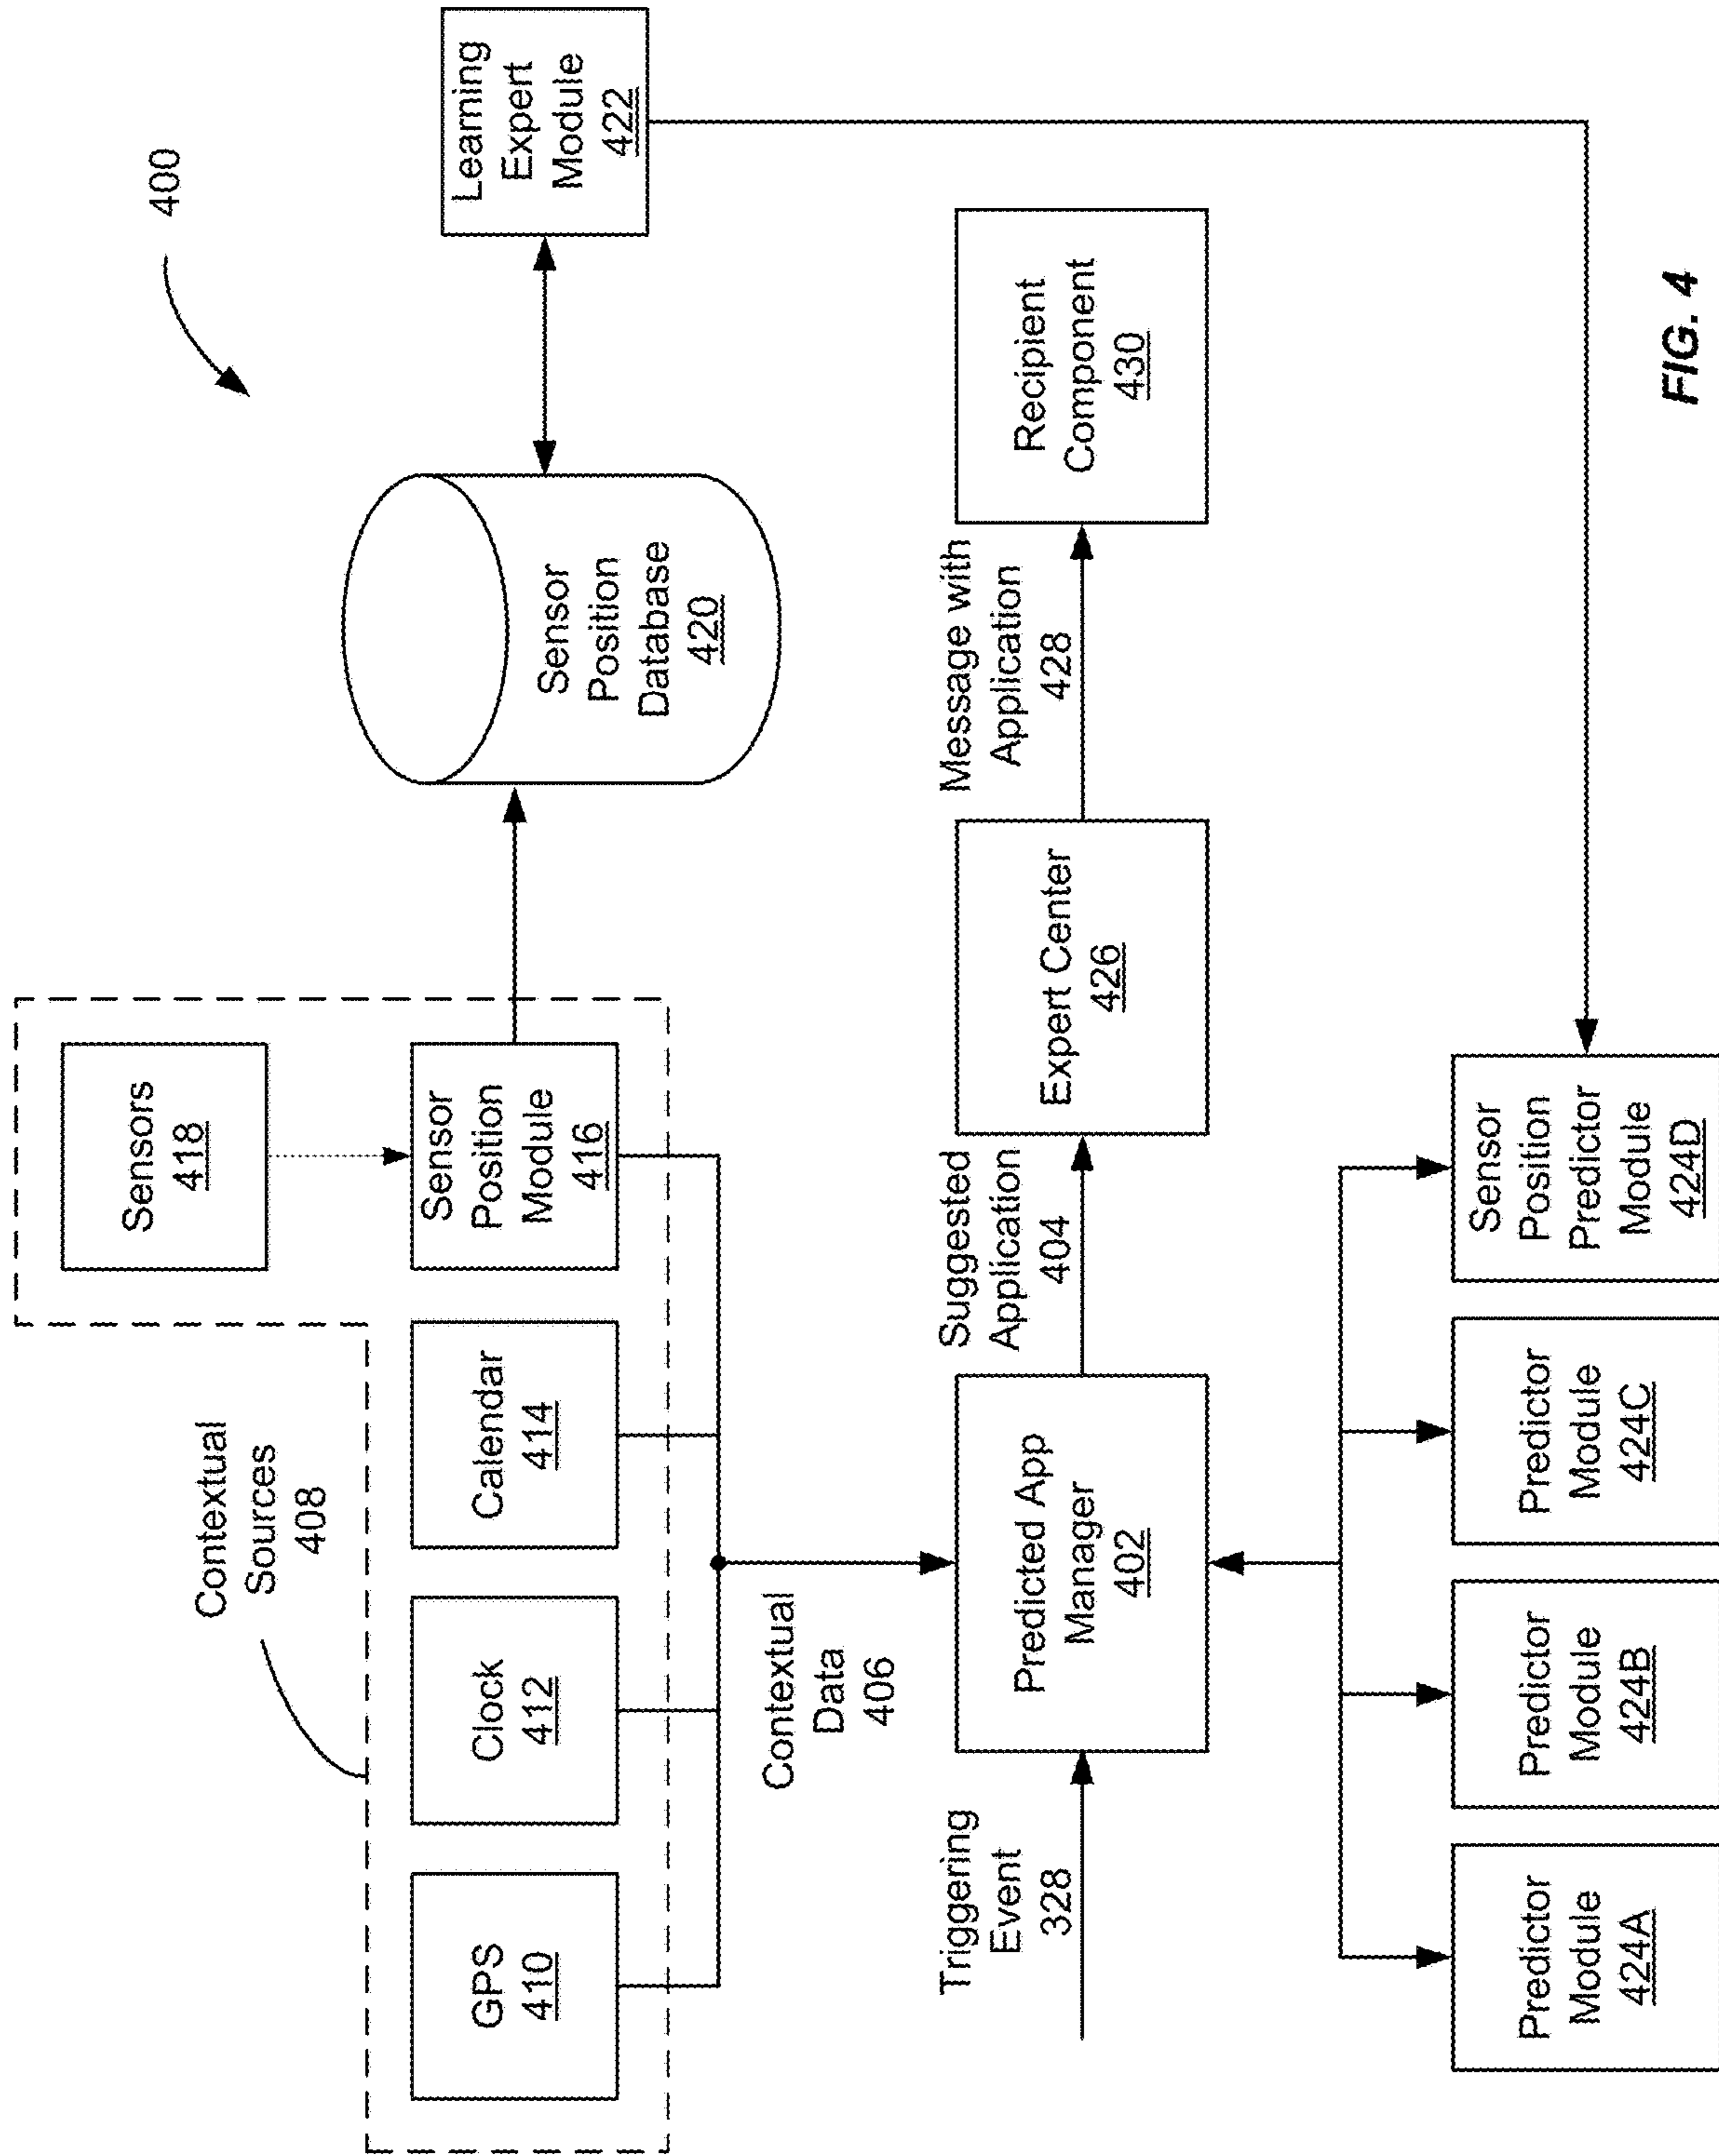 400
Contextual
Sources
408
Sensors
418
GPS
410
Clock
412
Calendar
414
Sensor
Position
Module
416
Sensor
Position
Database
420
Learning
Expert
Module
422
Contextual
Data
406
Triggering
Event
328
Predicted App
Manager
402
Suggested
Application
404
Expert Center
426
Message with
Application
428
Recipient
Component
430
Predictor
Module
424A
Predictor
Module
424B
Predictor
Module
424C
Sensor
Position
Predictor
Module
424D
FIG. 4